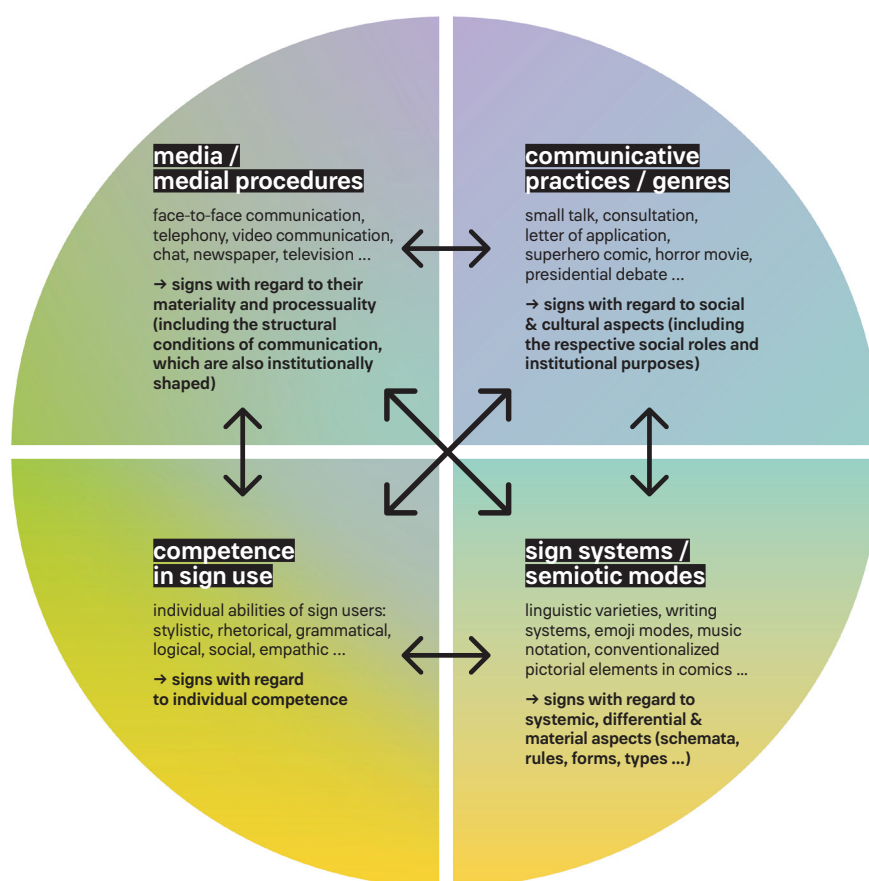 media /
medial procedures
face-to-face communication,
telephony, video communication,
chat, newspaper, television ...
→ signs with regard to their
materiality and processuality
(including the structural
conditions of communication,
which are also institutionally
shaped)
communicative
practices / genres
small talk, consultation,
letter of application,
superhero comic, horror movie,
presidential debate ...
→ signs with regard to social
& cultural aspects (including
the respective social roles and
institutional purposes)
competence
in sign use
individual abilities of sign users:
stylistic, rhetorical, grammatical,
logical, social, empathic ...
→ signs with regard
to individual competence
sign systems /
semiotic modes
linguistic varieties, writing
systems, emoji modes, music
notation, conventionalized
pictorial elements in comics ...
→ signs with regard to
systemic, differential &
material aspects (schemata,
rules, forms, types ...)